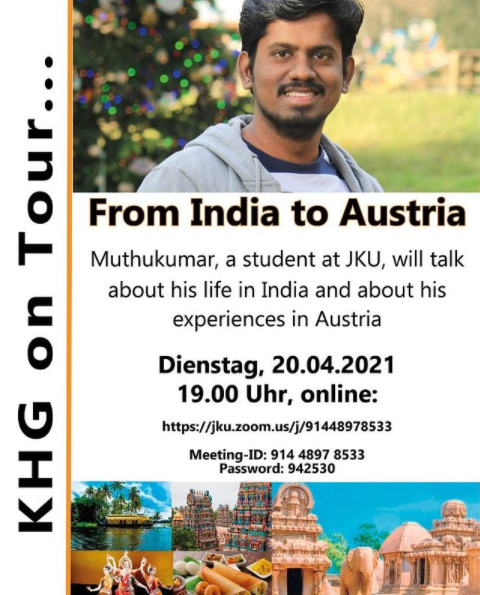 KHG on Tour...
From India to Austria
Muthukumar, a student at JKU, will talk
about his life in India and about his
experiences in Austria
Dienstag, 20.04.2021
19.00 Uhr, online:
https://jku.zoom.us/j/91448978533
Meeting-ID: 914 4897 8533
Password: 942530